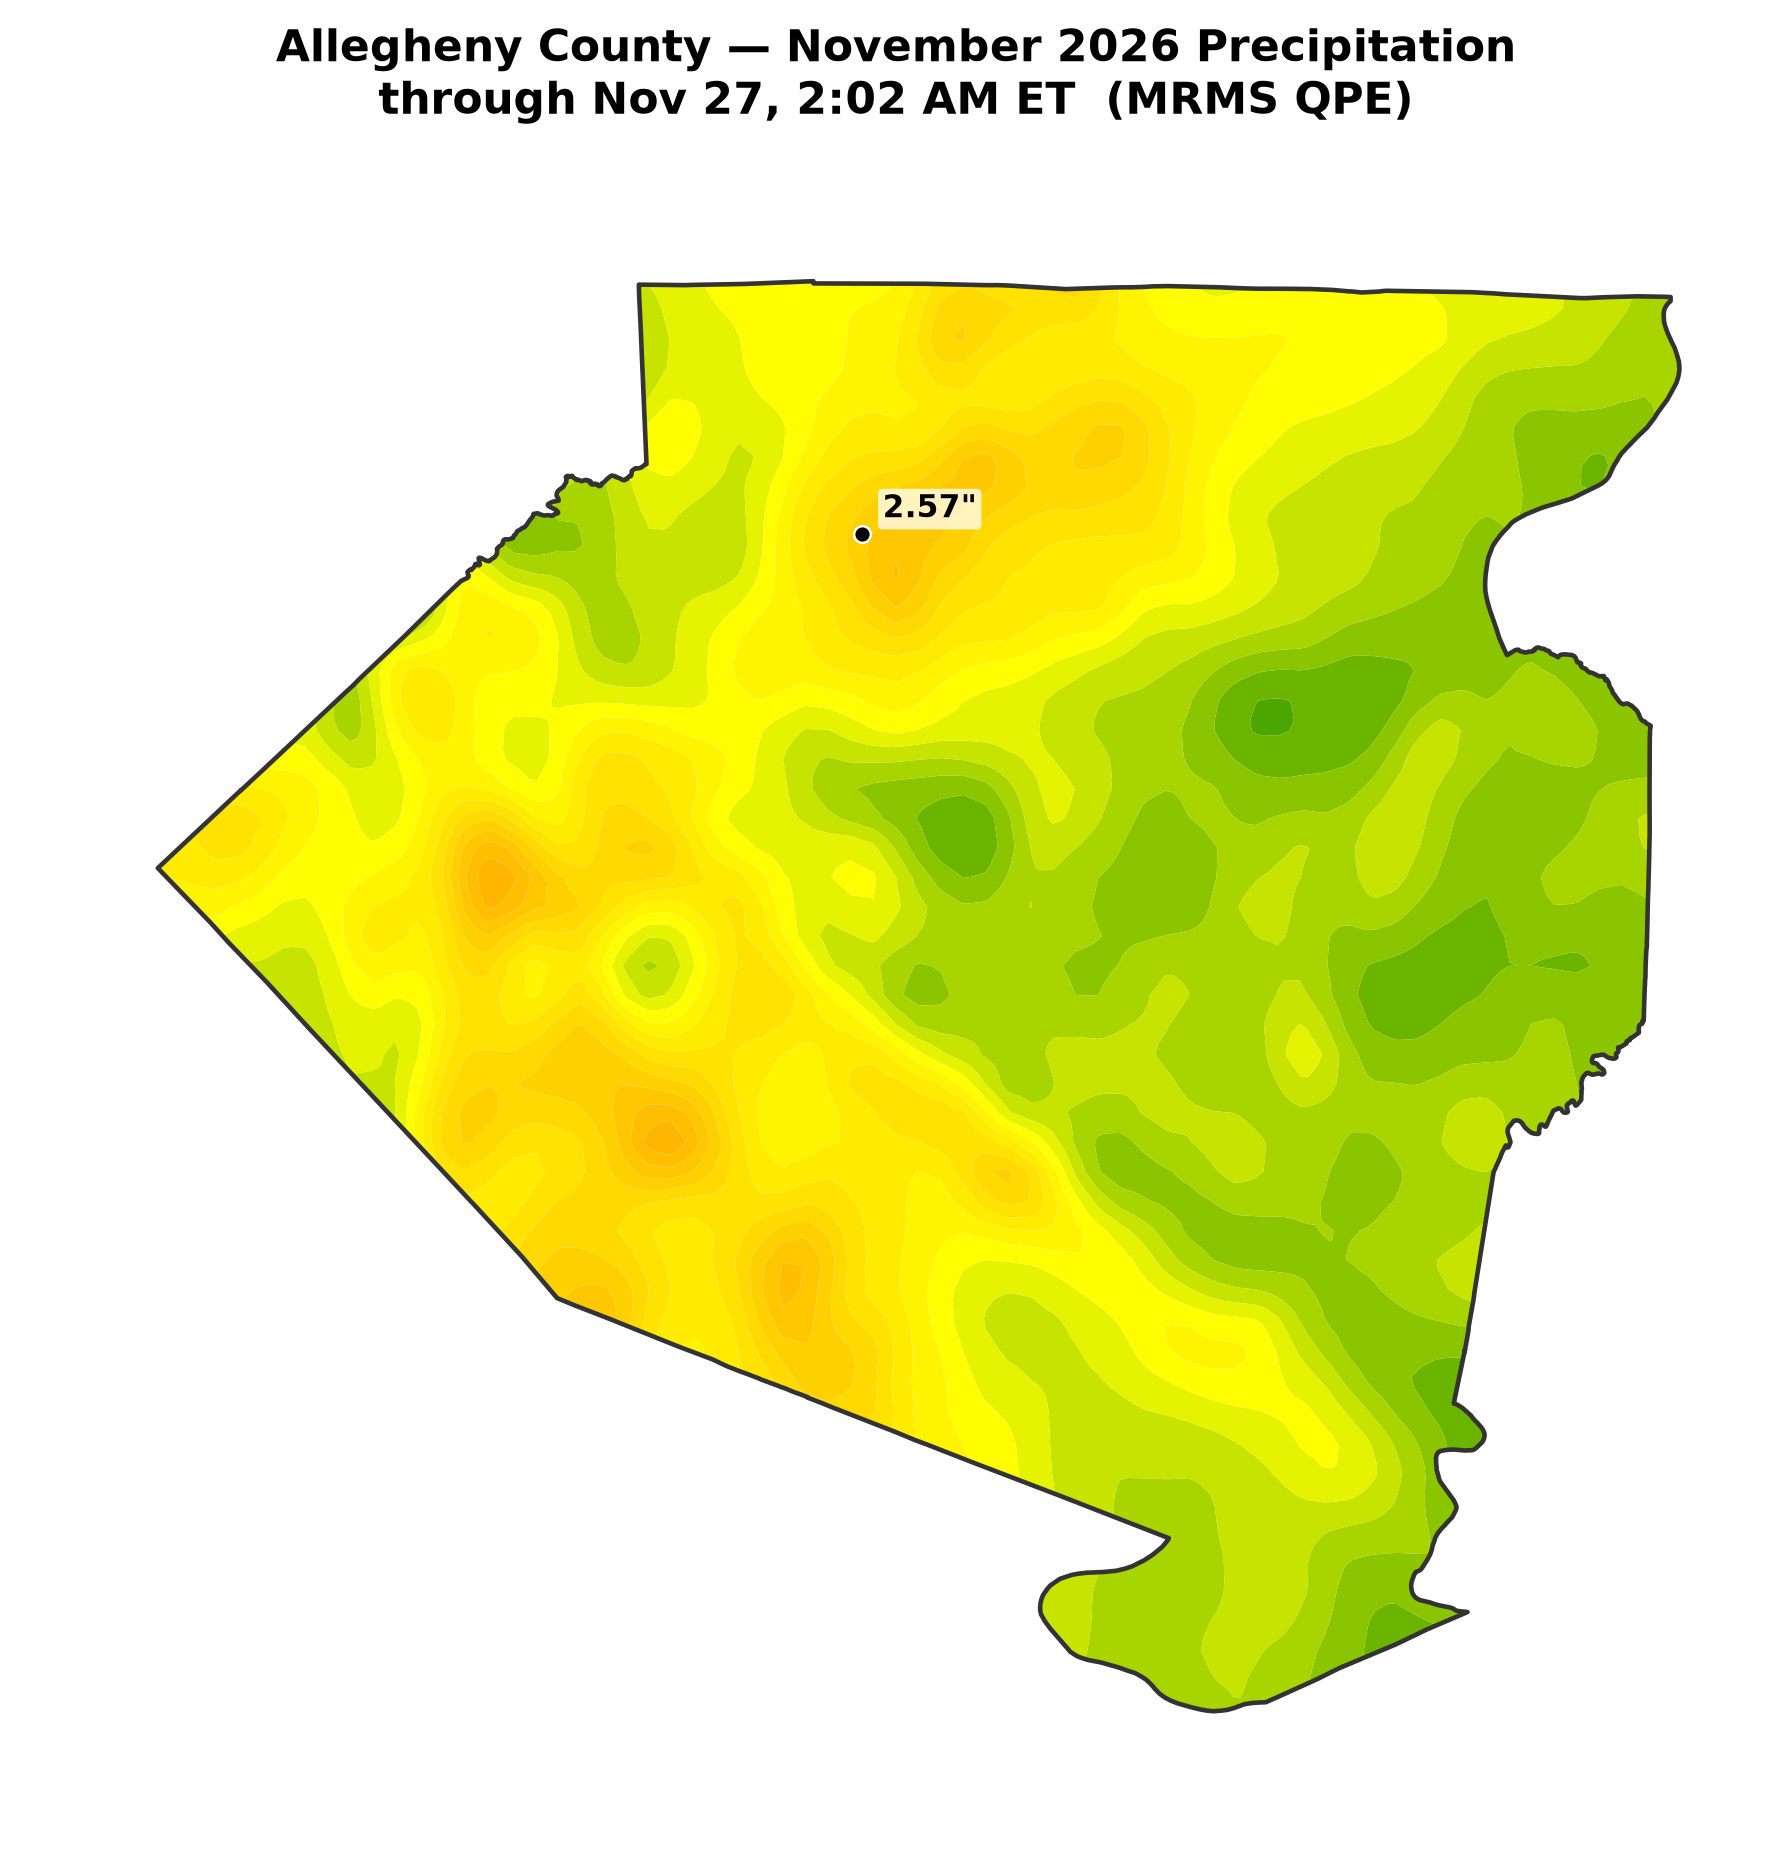 Allegheny County — November 2026 Precipitation
through Nov 27, 2:02 AM ET (MRMS QPE)
2.57"